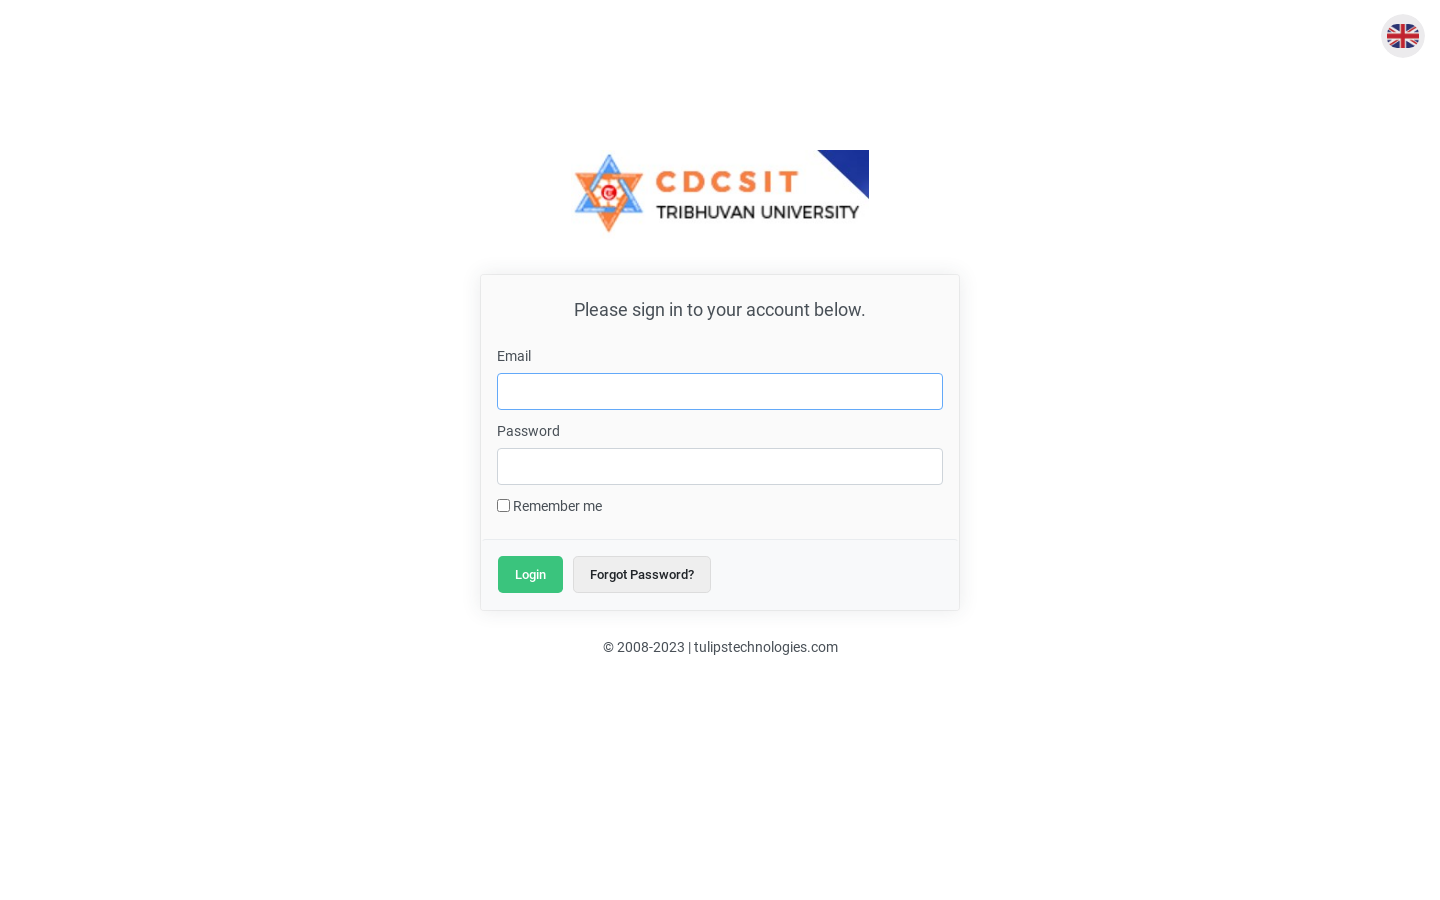 CDCSIT
TRIBHUVAN UNIVERSITY
Please sign in to your account below.
Email
Password
Remember me
Login
Forgot Password?
© 2008-2023 | tulipstechnologies.com